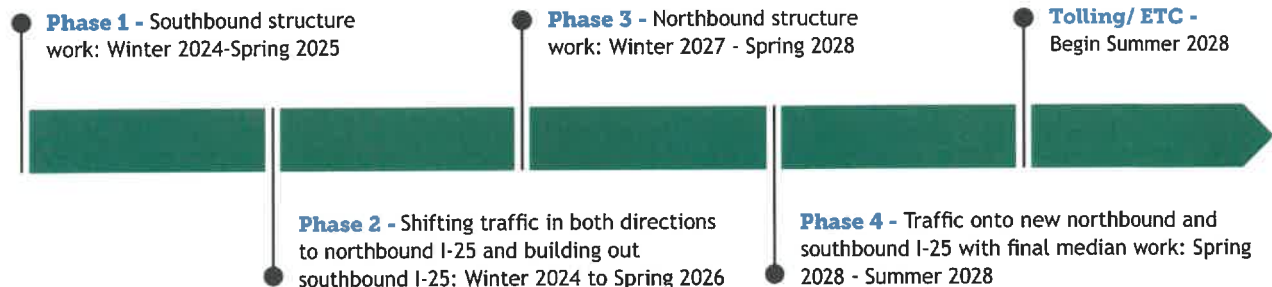 Phase 1 - Southbound structure
work: Winter 2024-Spring 2025
Phase 3 - Northbound structure
work: Winter 2027 - Spring 2028
Tolling/ ETC -
Begin Summer 2028
Phase 2 - Shifting traffic in both directions
to northbound I-25 and building out
southbound I-25: Winter 2024 to Spring 2026
Phase 4 - Traffic onto new northbound and
southbound I-25 with final median work: Spring
2028 - Summer 2028